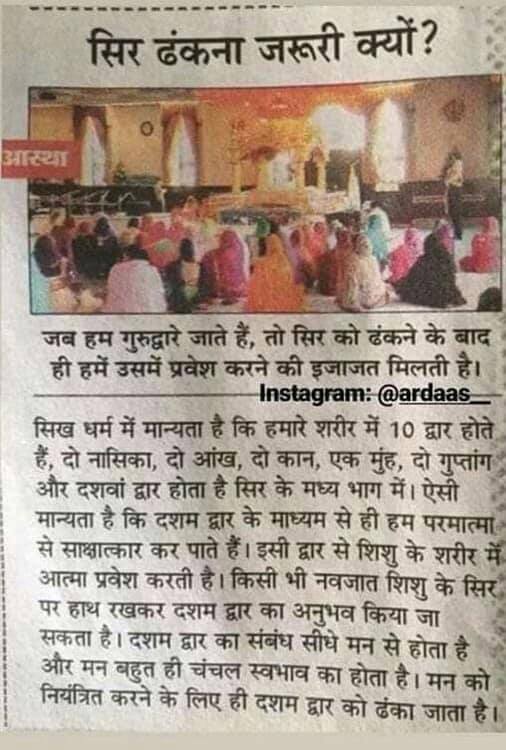 सिर ढंकना जरूरी क्यों?
आस्था
जब हम गुरुद्वारे जाते हैं, तो सिर को ढंकने के बाद
ही हमें उसमें प्रवेश करने की इजाजत मिलती है।
Instagram: @ardaas__
सिख धर्म में मान्यता है कि हमारे शरीर में 10 द्वार होते
हैं, दो नासिका, दो आंख, दो कान, एक मुंह, दो गुप्तांग
और दशवां द्वार होता है सिर के मध्य भाग में। ऐसी
मान्यता है कि दशम द्वार के माध्यम से ही हम परमात्मा
से साक्षात्कार कर पाते हैं। इसी द्वार से शिशु के शरीर में
आत्मा प्रवेश करती है। किसी भी नवजात शिशु के सिर
पर हाथ रखकर दशम द्वार का अनुभव किया जा
सकता है। दशम द्वार का संबंध सीधे मन से होता है
और मन बहुत ही चंचल स्वभाव का होता है। मन को
नियंत्रित करने के लिए ही दशम द्वार को ढंका जाता है।